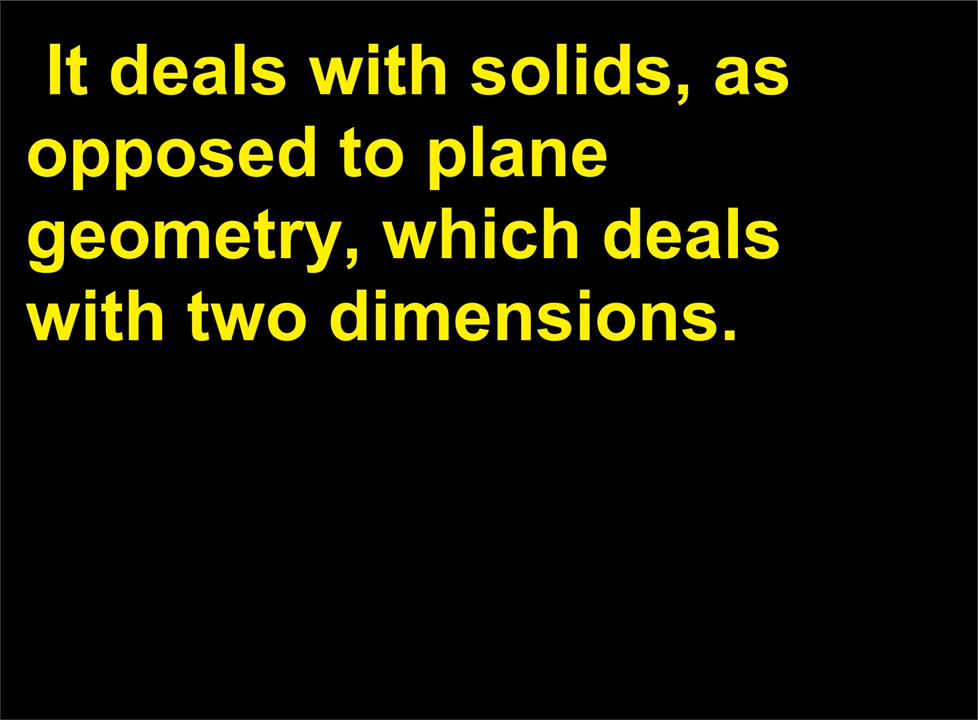 It deals with solids, as
opposed to plane
geometry, which deals
with two dimensions.